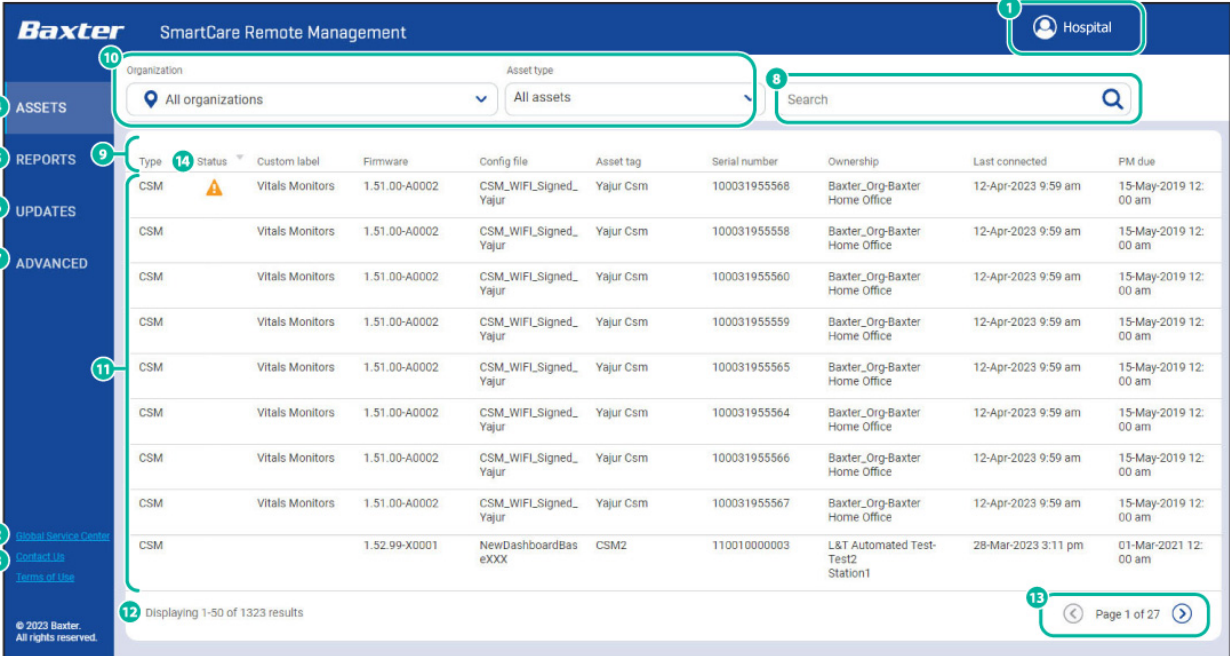 Baxter SmartCare Remote Management
1 Hospital
10 Organization Asset type
All organizations All assets
8 Search
ASSETS
REPORTS
UPDATES
ADVANCED
9 Type 14 Status Custom label Firmware Config file Asset tag Serial number Ownership Last connected PM due
CSM Vitals Monitors 1.51.00-A0002 CSM_WIFI_Signed_ Yajur Csm 100031955568 Baxter_Org-Baxter 12-Apr-2023 9:59 am 15-May-2019 12:
Yajur Home Office 00 am
CSM Vitals Monitors 1.51.00-A0002 CSM_WIFI_Signed_ Yajur Csm 100031955558 Baxter_Org-Baxter 12-Apr-2023 9:59 am 15-May-2019 12:
Yajur Home Office 00 am
CSM Vitals Monitors 1.51.00-A0002 CSM_WIFI_Signed_ Yajur Csm 100031955560 Baxter_Org-Baxter 12-Apr-2023 9:59 am 15-May-2019 12:
Yajur Home Office 00 am
CSM Vitals Monitors 1.51.00-A0002 CSM_WIFI_Signed_ Yajur Csm 100031955559 Baxter_Org-Baxter 12-Apr-2023 9:59 am 15-May-2019 12:
Yajur Home Office 00 am
11 CSM Vitals Monitors 1.51.00-A0002 CSM_WIFI_Signed_ Yajur Csm 100031955565 Baxter_Org-Baxter 12-Apr-2023 9:59 am 15-May-2019 12:
Yajur Home Office 00 am
CSM Vitals Monitors 1.51.00-A0002 CSM_WIFI_Signed_ Yajur Csm 100031955564 Baxter_Org-Baxter 12-Apr-2023 9:59 am 15-May-2019 12:
Yajur Home Office 00 am
CSM Vitals Monitors 1.51.00-A0002 CSM_WIFI_Signed_ Yajur Csm 100031955566 Baxter_Org-Baxter 12-Apr-2023 9:59 am 15-May-2019 12:
Yajur Home Office 00 am
CSM Vitals Monitors 1.51.00-A0002 CSM_WIFI_Signed_ Yajur Csm 100031955567 Baxter_Org-Baxter 12-Apr-2023 9:59 am 15-May-2019 12:
Yajur Home Office 00 am
CSM 1.52.99-X0001 NewDashboardBas CSM2 110010000003 L&T Automated Test- 28-Mar-2023 3:11 pm 01-Mar-2021 12:
eXXX Test2 00 am
Station1
Global Service Center
Contact Us
Terms of Use
12 Displaying 1-50 of 1323 results
13 Page 1 of 27
© 2023 Baxter.
All rights reserved.